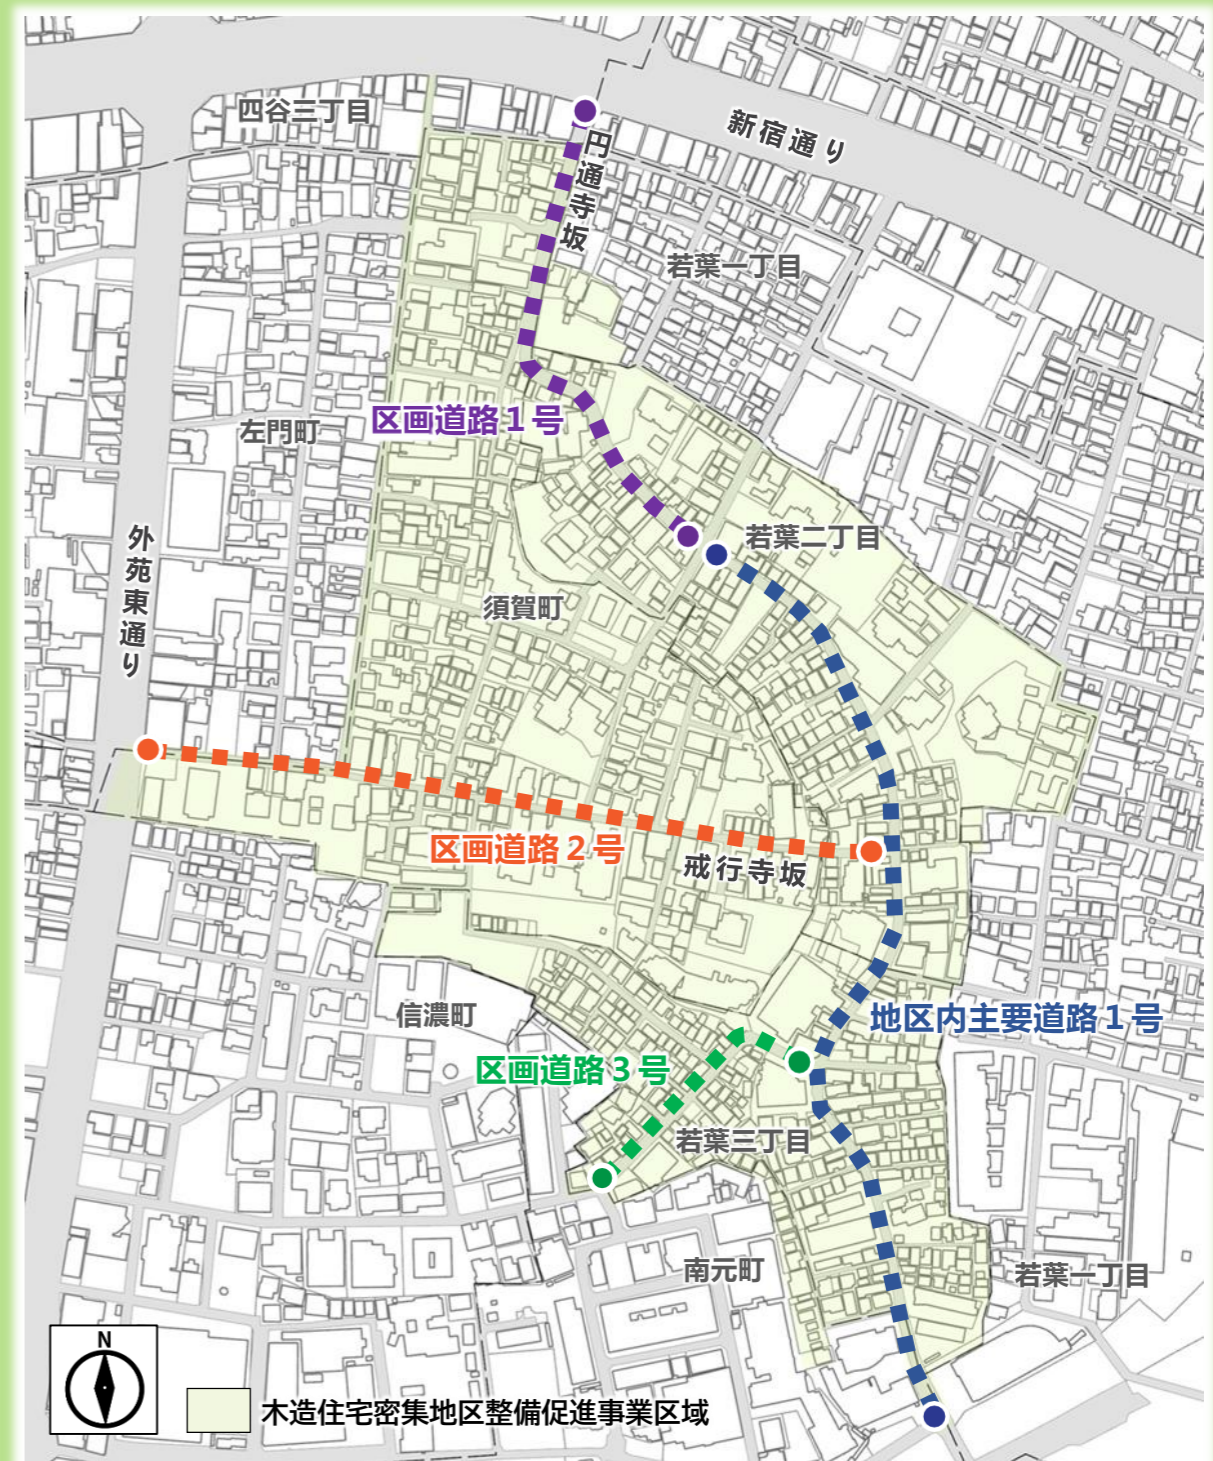 四谷三丁目
新宿通り
円通寺坂
若葉一丁目
区画道路１号
左門町
若葉二丁目
外苑東通り
須賀町
区画道路２号
戒行寺坂
信濃町
地区内主要道路１号
区画道路３号
若葉三丁目
南元町
若葉一丁目
N
木造住宅密集地区整備促進事業区域